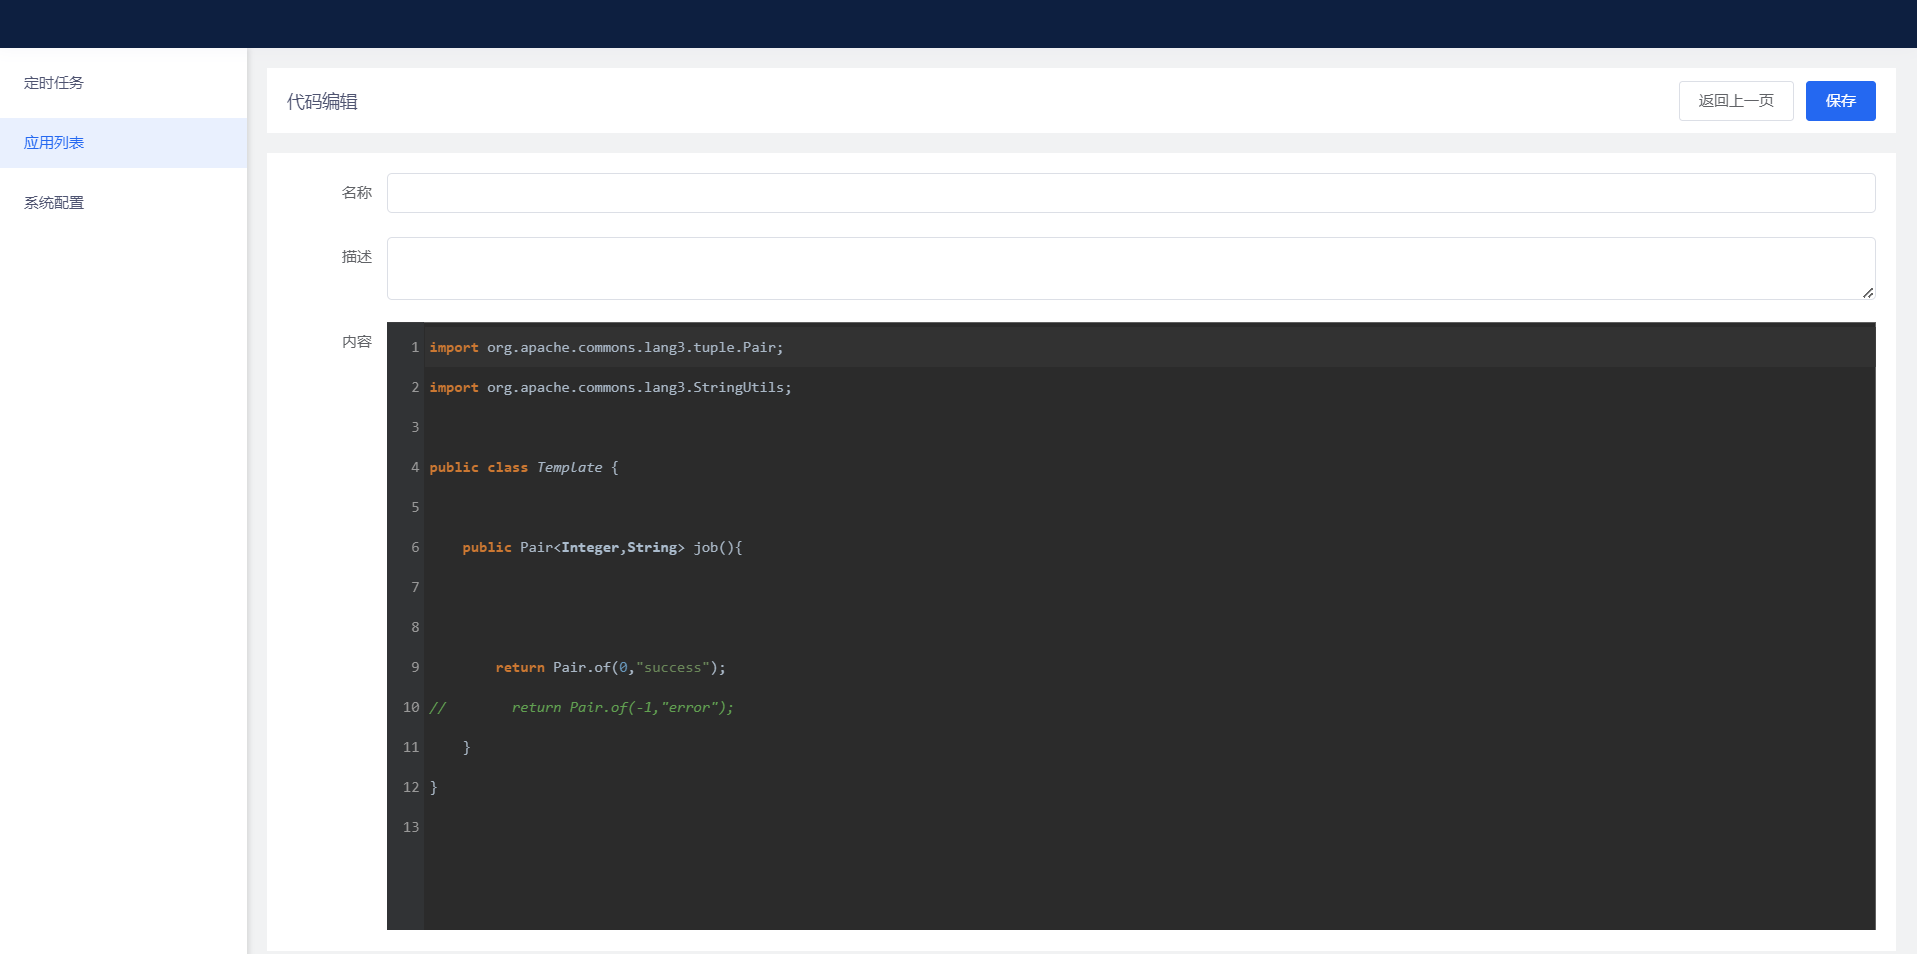 定时任务
应用列表
系统配置
代码编辑
返回上一页
保存
名称
描述
内容
1 import org.apache.commons.lang3.tuple.Pair;
2 import org.apache.commons.lang3.StringUtils;
3
4 public class Template {
5
6     public Pair<Integer,String> job(){
7
8
9         return Pair.of(0,"success");
10 //        return Pair.of(-1,"error");
11     }
12 }
13